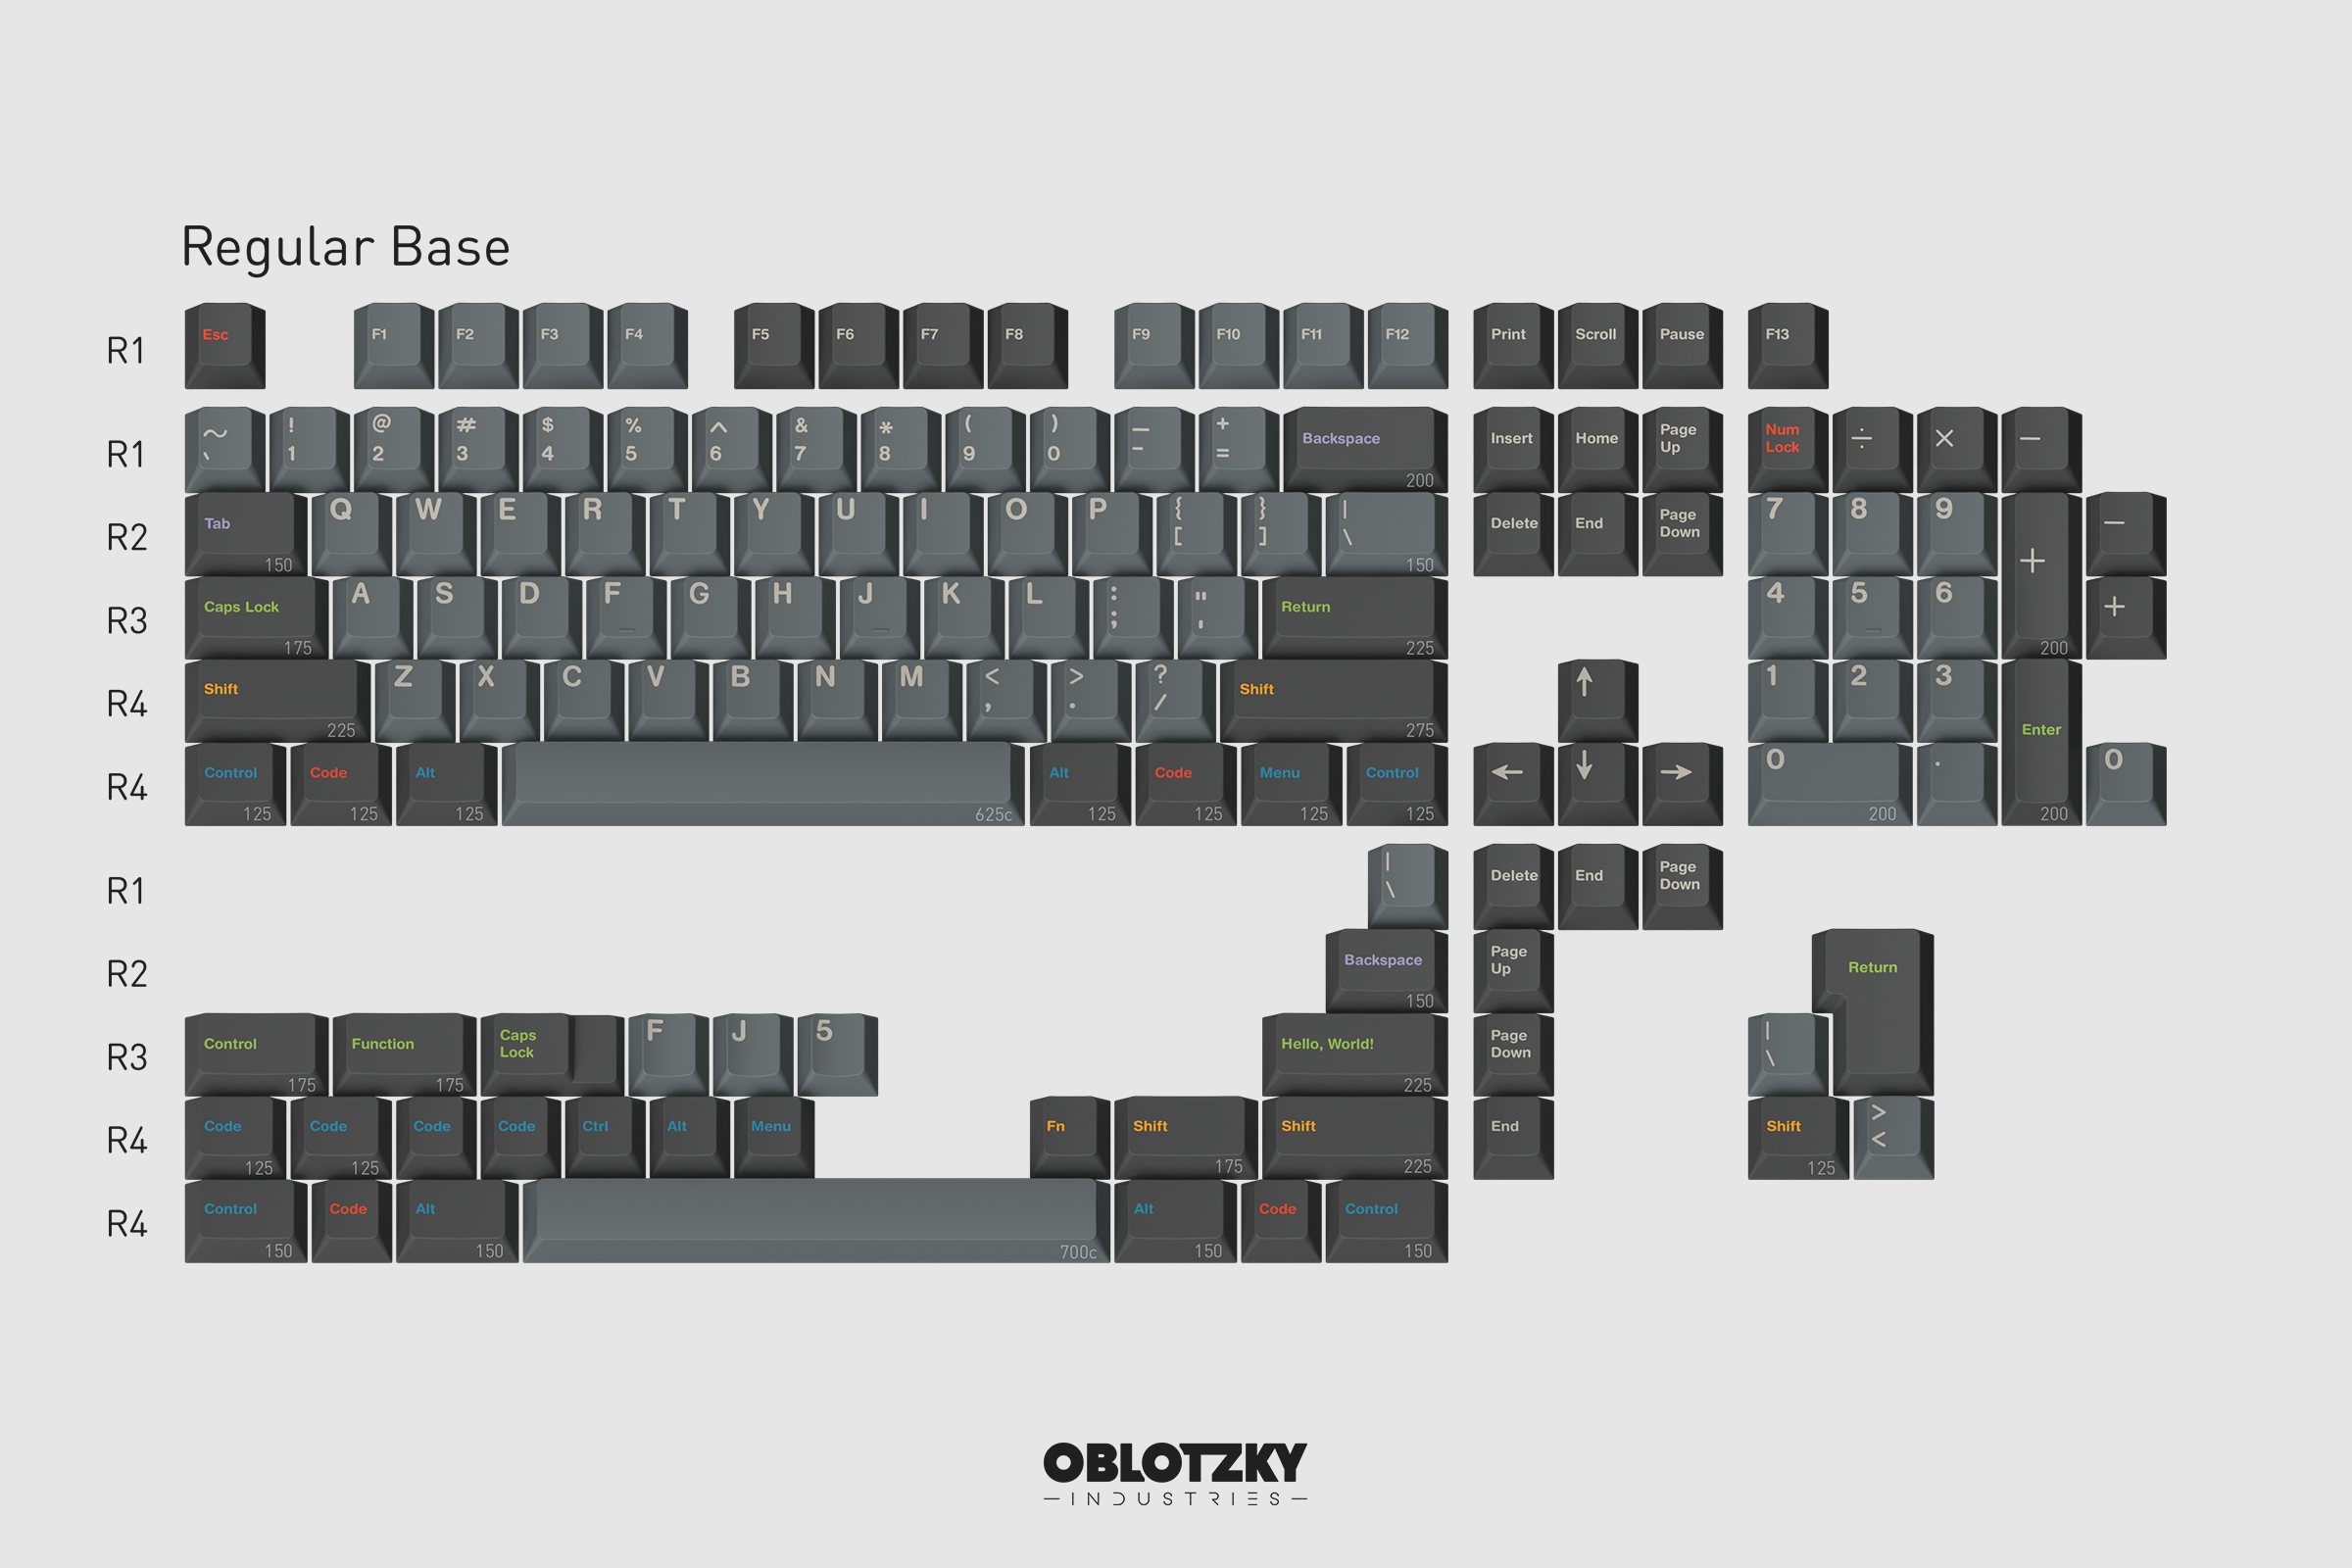 Regular Base
R1 Esc F1 F2 F3 F4 F5 F6 F7 F8 F9 F10 F11 F12 Print Scroll Pause F13
~ ! @ # $ % ^ & * ( ) — + Page Num
R1 ` 1 2 3 4 5 6 7 8 9 0 - = Backspace 200 Insert Home Up Lock ÷ × −
R2 Tab 150 Q W E R T Y U I O P { [ } ] | \ 150 Delete End Page Down 7 8 9 + 200 −
R3 Caps Lock 175 A S D F G H J K L : ; " ' Return 225 4 5 6 +
R4 Shift 225 Z X C V B N M < , > . ? / Shift 275 ↑ 1 2 3 Enter 200
R4 Control 125 Code 125 Alt 125 625c Alt 125 Code 125 Menu 125 Control 125 ← ↓ → 0 200 . 0
R1 | \ Delete End Page Down
R2 Backspace 150 Page Up Return
R3 Control 175 Function 175 Caps Lock F J 5 Hello, World! 225 Page Down | \
R4 Code 125 Code 125 Code Code Ctrl Alt Menu Fn Shift 175 Shift 225 End Shift 125 > <
R4 Control 150 Code Alt 150 700c Alt 150 Code Control 150
OBLOTZKY
— INDUSTRIES —